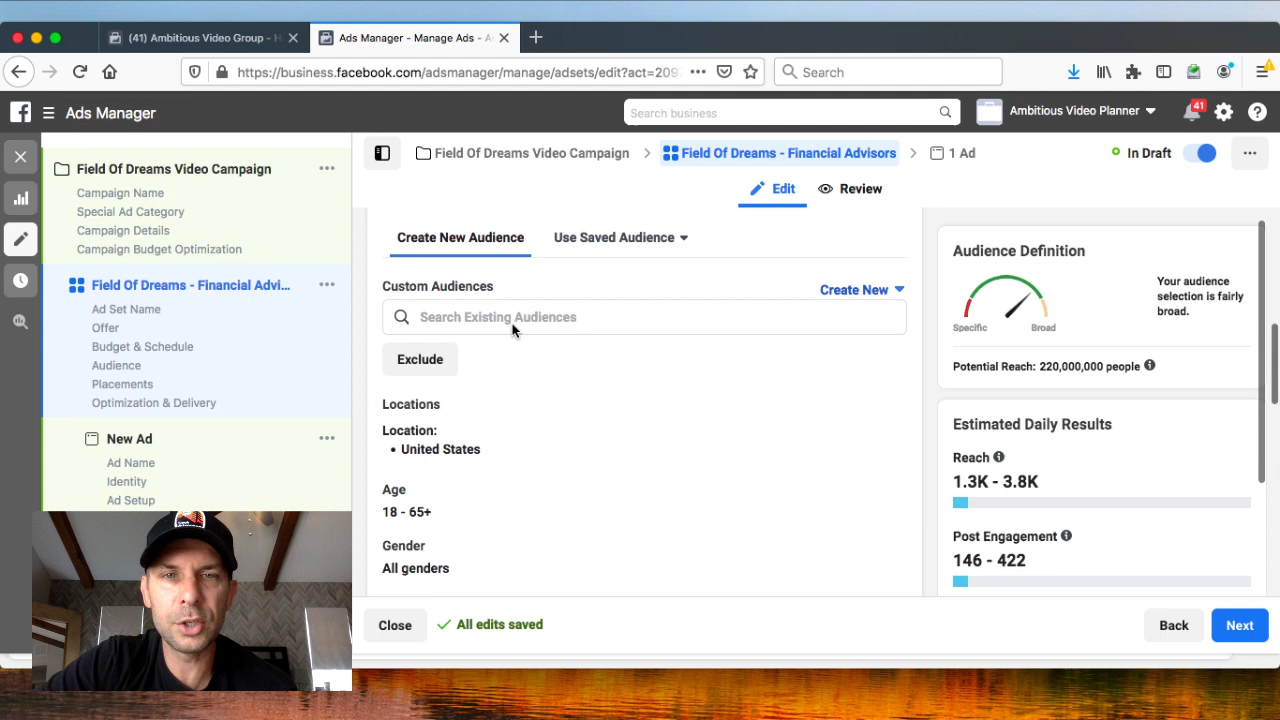 (41) Ambitious Video Group - H
Ads Manager - Manage Ads - A
https://business.facebook.com/adsmanager/manage/adsets/edit?act=209
Search
Ads Manager
Search business
Ambitious Video Planner
41
Field Of Dreams Video Campaign
Campaign Name
Special Ad Category
Campaign Details
Campaign Budget Optimization
Field Of Dreams - Financial Advi...
Ad Set Name
Offer
Budget & Schedule
Audience
Placements
Optimization & Delivery
New Ad
Ad Name
Identity
Ad Setup
Field Of Dreams Video Campaign
Field Of Dreams - Financial Advisors
1 Ad
In Draft
Edit
Review
Create New Audience
Use Saved Audience
Custom Audiences
Create New
Search Existing Audiences
Exclude
Locations
Location:
• United States
Age
18 - 65+
Gender
All genders
Audience Definition
Specific
Broad
Your audience
selection is fairly
broad.
Potential Reach: 220,000,000 people
Estimated Daily Results
Reach
1.3K - 3.8K
Post Engagement
146 - 422
Close
All edits saved
Back
Next